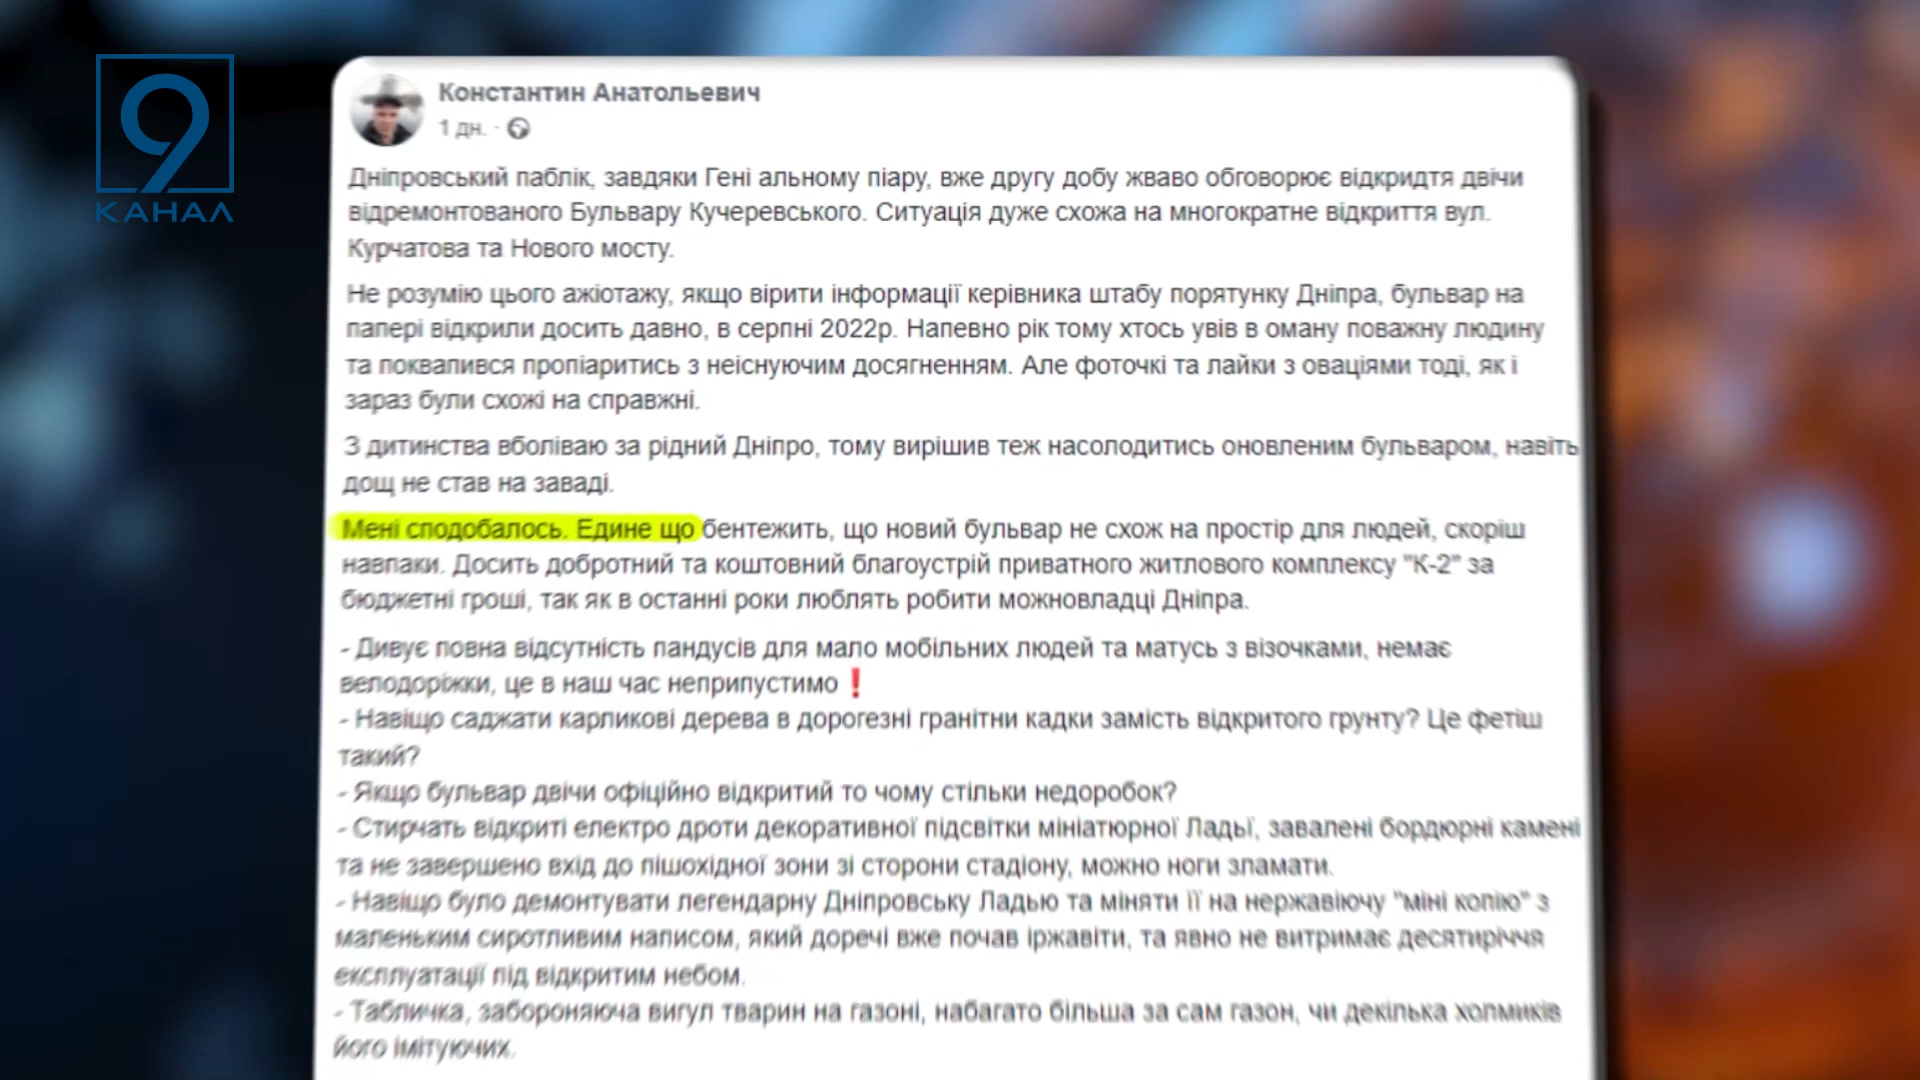 9
КАНАЛ
Константин Анатольевич
1 дн. ·
Дніпровський паблік, завдяки Гені альному піару, вже другу добу жваво обговорює відкридтя двічи
відремонтованого Бульвару Кучеревського. Ситуація дуже схожа на многократне відкриття вул.
Курчатова та Нового мосту.
Не розумію цього ажіотажу, якщо вірити інформації керівника штабу порятунку Дніпра, бульвар на
папері відкрили досить давно, в серпні 2022р. Напевно рік тому хтось увів в оману поважну людину
та поквапився пропіаритись з неіснуючим досягненням. Але фоточкі та лайки з оваціями тоді, як і
зараз були схожі на справжні.
З дитинства вболіваю за рідний Дніпро, тому вирішив теж насолодитись оновленим бульваром, навіть
дощ не став на заваді.
Мені сподобалось. Едине що бентежить, що новий бульвар не схож на простір для людей, скоріш
навпаки. Досить добротний та коштовний благоустрій приватного житлового комплексу "К-2" за
бюджетні гроші, так як в останні роки люблять робити можновладці Дніпра.
- Дивує повна відсутність пандусів для мало мобільних людей та матусь з візочками, немає
велодоріжки, це в наш час неприпустимо❗
- Навіщо саджати карликові дерева в дорогезні гранітни кадки замість відкритого грунту? Це фетіш
такий?
- Якщо бульвар двічи офіційно відкритий то чому стільки недоробок?
- Стирчать відкриті електро дроти декоративної підсвітки мініатюрної Ладьї, завалені бордюрні камені
та не завершено вхід до пішохідної зони зі сторони стадіону, можно ноги зламати.
- Навіщо було демонтувати легендарну Дніпровську Ладью та міняти її на нержавіючу "міні копію" з
маленьким сиротливим написом, який доречі вже почав іржавіти, та явно не витримає десятиріччя
експлуатації під відкритим небом.
- Табличка, забороняюча вигул тварин на газоні, набагато більша за сам газон, чи декілька холмиків
його імітуючих.